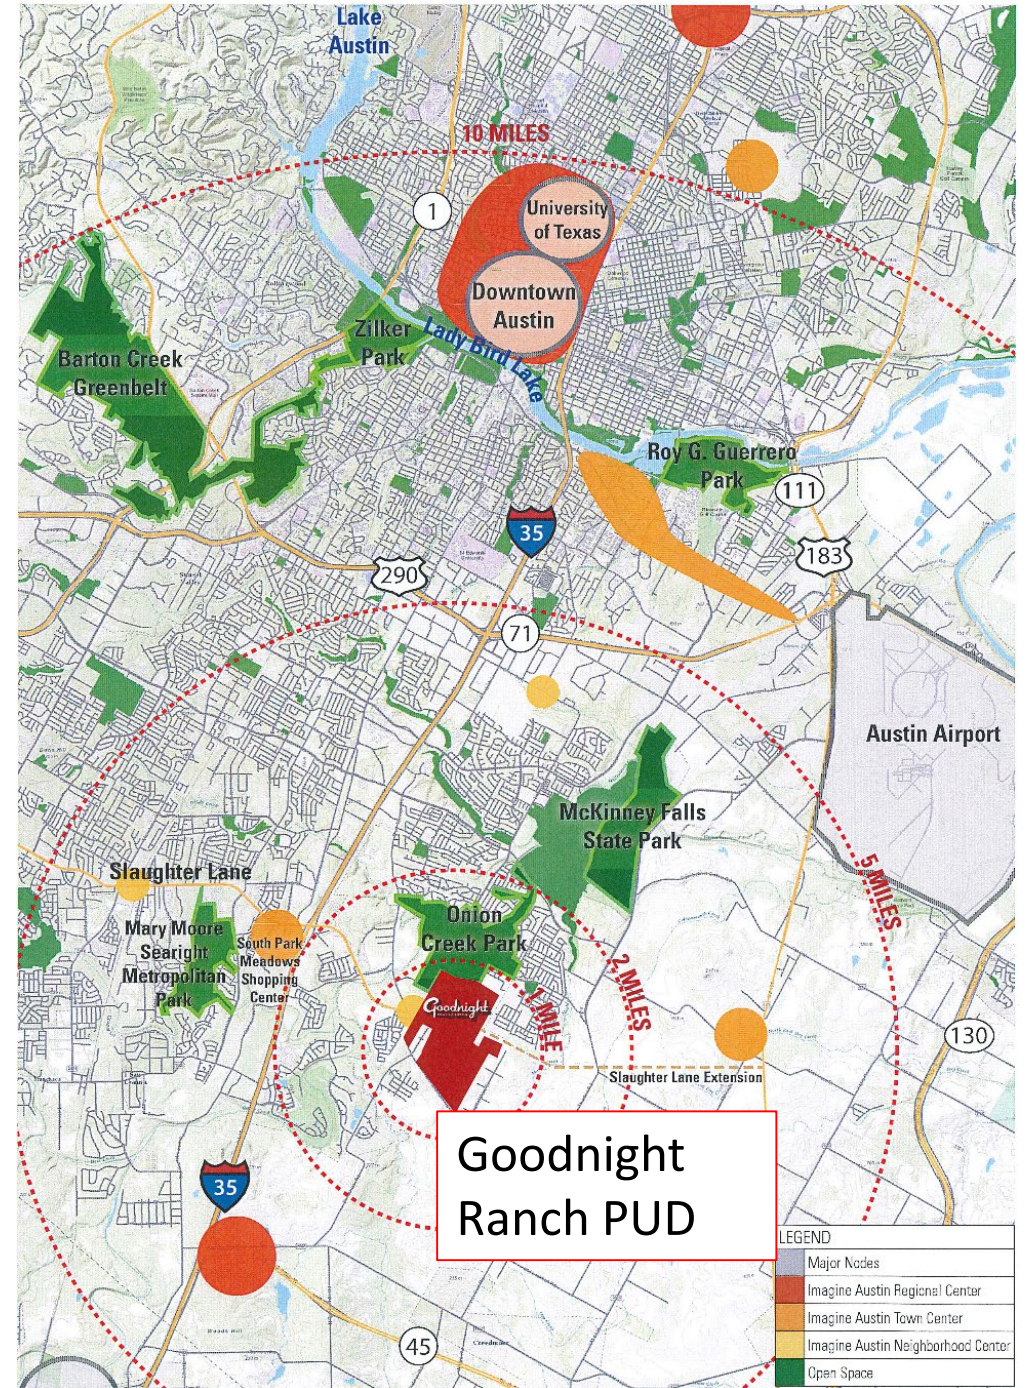 Lake
Austin
10 MILES
1
University
of Texas
Downtown
Austin
Zilker
Park
Lady Bird Lake
Barton Creek
Greenbelt
Roy G. Guerrero
Park
111
35
183
290
71
Austin Airport
McKinney Falls
State Park
5 MILES
Slaughter Lane
Onion
Creek Park
Mary Moore
Searight
Metropolitan
Park
South Park
Meadows
Shopping
Center
2 MILES
1 MILE
Goodnight
130
Slaughter Lane Extension
Goodnight
Ranch PUD
35
45
Creedmoor
LEGEND
Major Nodes
Imagine Austin Regional Center
Imagine Austin Town Center
Imagine Austin Neighborhood Center
Open Space